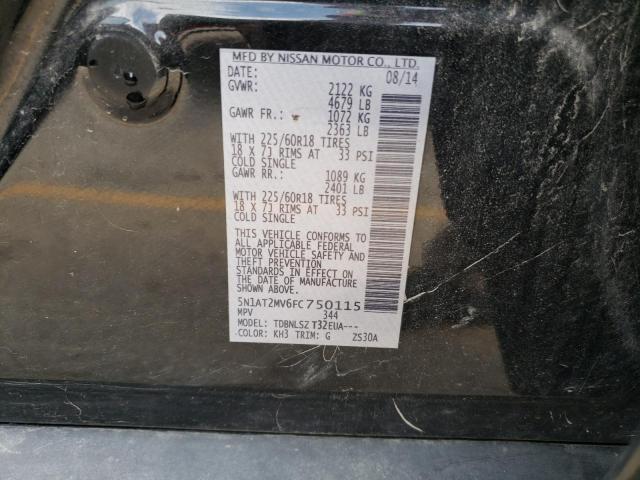 MFD BY NISSAN MOTOR CO., LTD.
DATE: 08/14
GVWR: 2122 KG
4679 LB
GAWR FR.: 1072 KG
2363 LB
WITH 225/60R18 TIRES
18 X 7J RIMS AT 33 PSI
COLD SINGLE
GAWR RR.: 1089 KG
2401 LB
WITH 225/60R18 TIRES
18 X 7J RIMS AT 33 PSI
COLD SINGLE
THIS VEHICLE CONFORMS TO
ALL APPLICABLE FEDERAL
MOTOR VEHICLE SAFETY AND
THEFT PREVENTION
STANDARDS IN EFFECT ON
THE DATE OF MANUFACTURE
SHOWN ABOVE.
5N1AT2MV6FC750115
MPV 344
MODEL: TDBNLSZ T32EUA---
COLOR: KH3 TRIM: G ZS30A